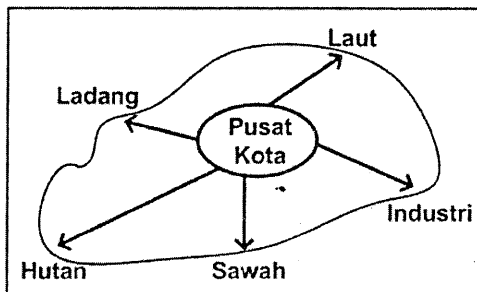 Laut
Ladang
Pusat
Kota
Industri
Hutan
Sawah